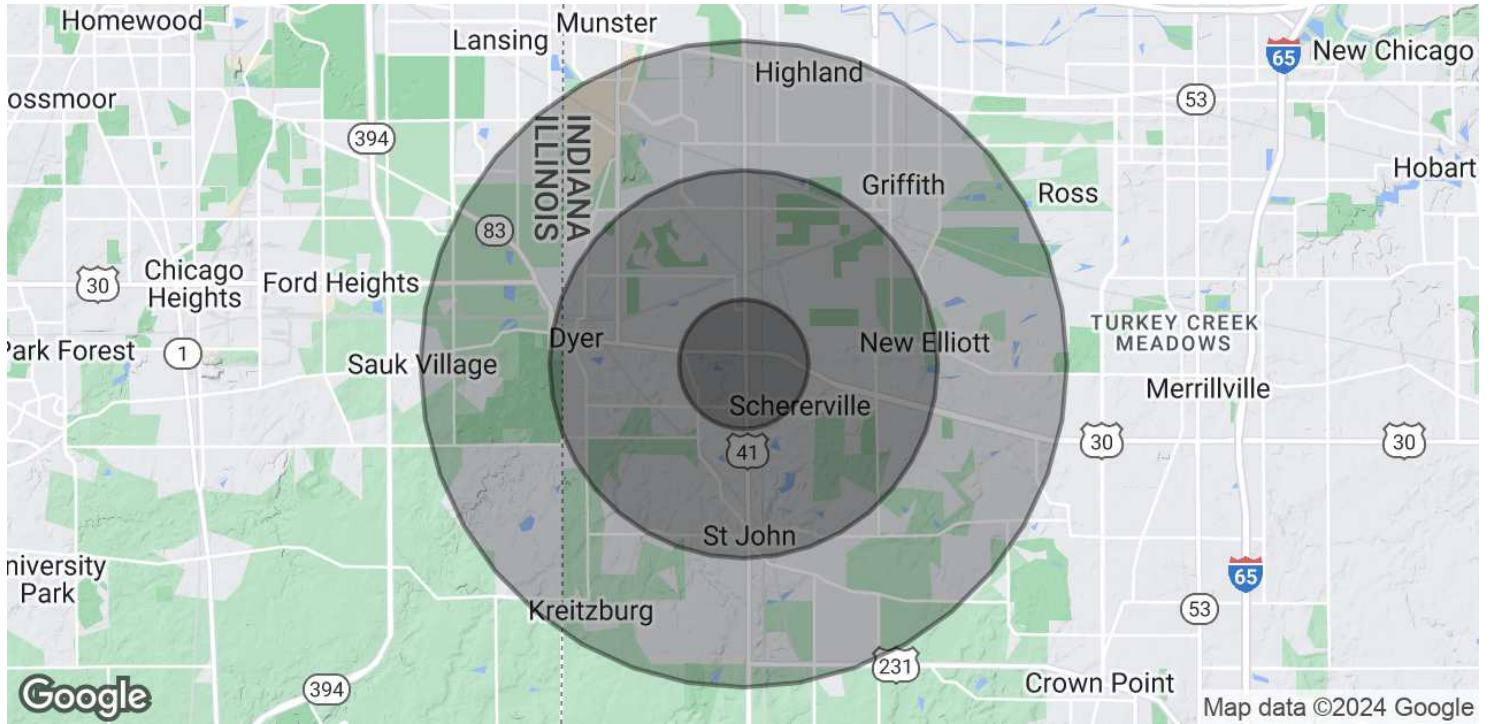 Homewood
Munster
Lansing
Highland
65
New Chicago
ossmoor
53
394
INDIANA
ILLINOIS
Hobart
Griffith
Ross
83
Chicago
Heights
30
Ford Heights
TURKEY CREEK
MEADOWS
Park Forest
1
Dyer
New Elliott
Sauk Village
Merrillville
Schererville
30
30
41
St John
niversity
Park
65
Kreitzburg
53
231
Crown Point
394
Google
Map data ©2024 Google